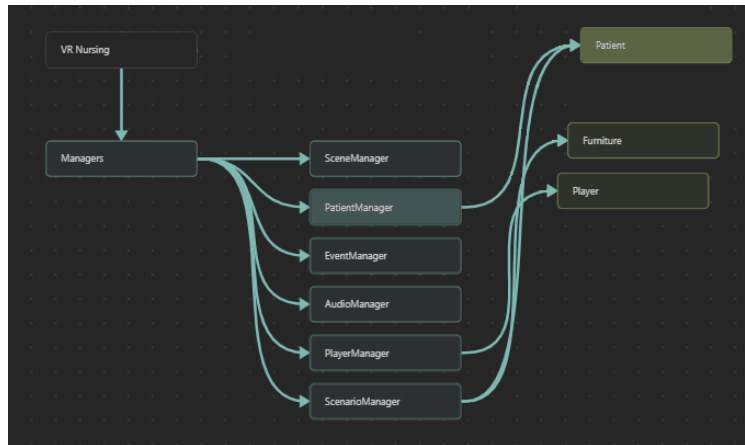 VR Nursing
Patient
Furniture
Managers
SceneManager
Player
PatientManager
EventManager
AudioManager
PlayerManager
ScenarioManager